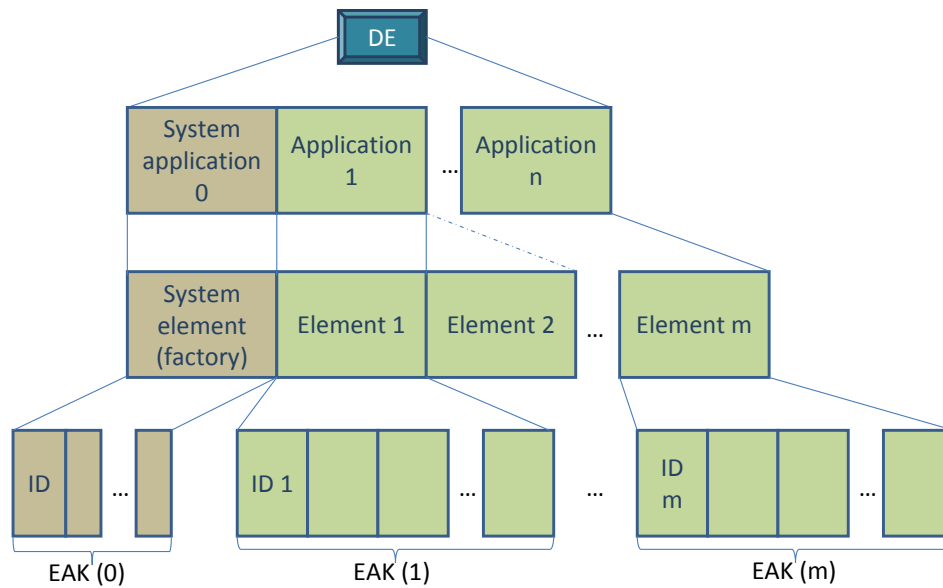 DE
System
application
0
Application
1
...
Application
n
System
element
(factory)
Element 1
Element 2
...
Element m
ID
...
ID 1
...
...
ID
m
...
EAK (0)
EAK (1)
EAK (m)